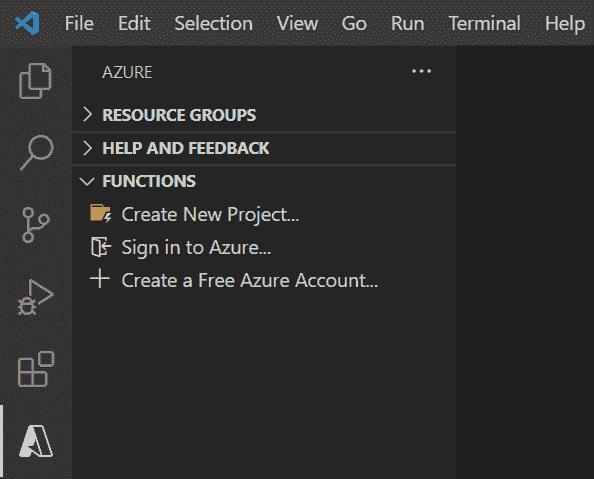 File Edit Selection View Go Run Terminal Help
AZURE
RESOURCE GROUPS
HELP AND FEEDBACK
FUNCTIONS
Create New Project...
Sign in to Azure...
Create a Free Azure Account...